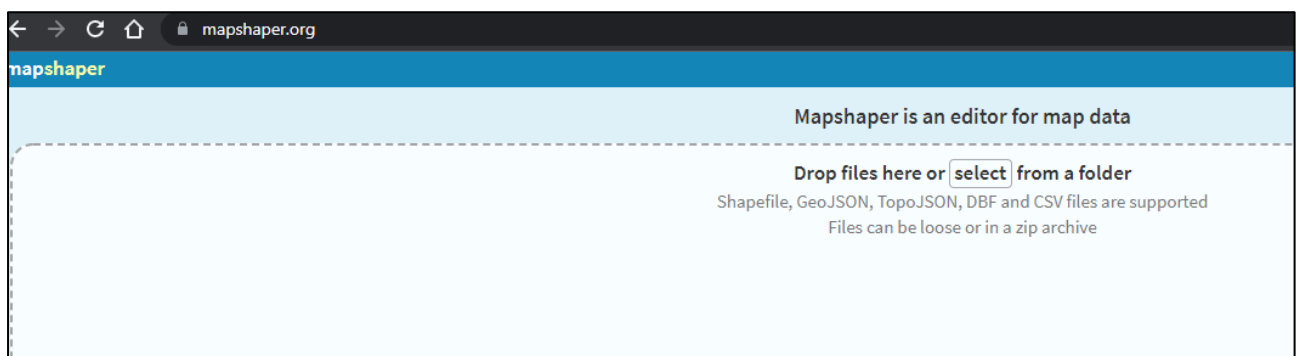 mapshaper.org
mapshaper
Mapshaper is an editor for map data
Drop files here or select from a folder
Shapefile, GeoJSON, TopoJSON, DBF and CSV files are supported
Files can be loose or in a zip archive